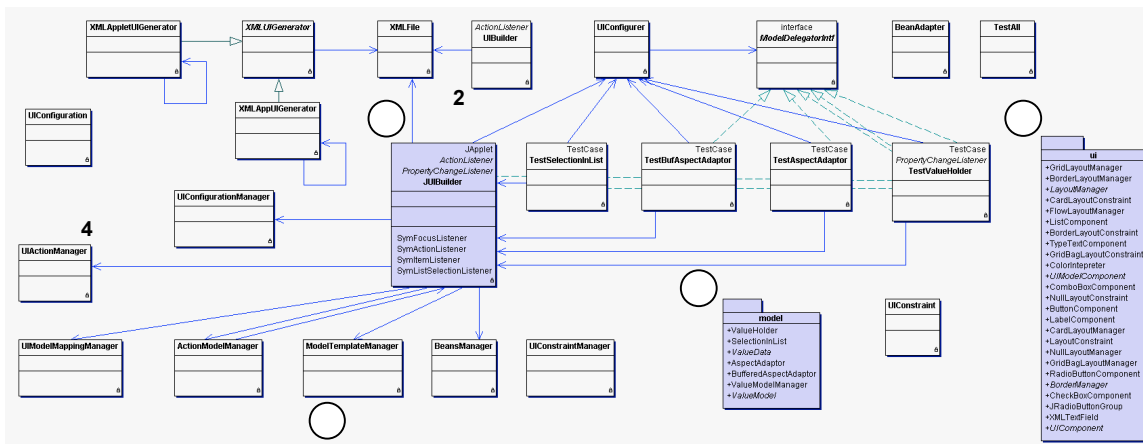 XMLAppletUIGenerator
XMLUIGenerator
XMLFile
ActionListener
UIBuilder
UIConfigurer
interface
ModelDelegatorIntf
BeanAdapter
TestAll
2
UIConfiguration
XMLAppUIGenerator
JApplet
ActionListener
PropertyChangeListener
JUIBuilder
SymFocusListener
SymActionListener
SymItemListener
SymListSelectionListener
TestCase
TestSelectionInList
TestCase
TestBufAspectAdaptor
TestCase
TestAspectAdaptor
TestCase
PropertyChangeListener
TestValueHolder
UIConfigurationManager
4
UIActionManager
UIModelMappingManager
ActionModelManager
ModelTemplateManager
BeansManager
UIConstraintManager
model
+ValueHolder
+SelectionInList
+ValueData
+AspectAdaptor
+BufferedAspectAdaptor
+ValueModelManager
+ValueModel
UIConstraint
ui
+GridLayoutManager
+BorderLayoutManager
+LayoutManager
+CardLayoutConstraint
+FlowLayoutManager
+ListComponent
+BorderLayoutConstraint
+TypeTextComponent
+GridBagLayoutConstraint
+ColorIntepreter
+UIModelComponent
+ComboBoxComponent
+NullLayoutConstraint
+ButtonComponent
+LabelComponent
+CardLayoutManager
+LayoutConstraint
+NullLayoutManager
+GridBagLayoutManager
+RadioButtonComponent
+BorderManager
+CheckBoxComponent
+JRadioButtonGroup
+XMLTextField
+UIComponent